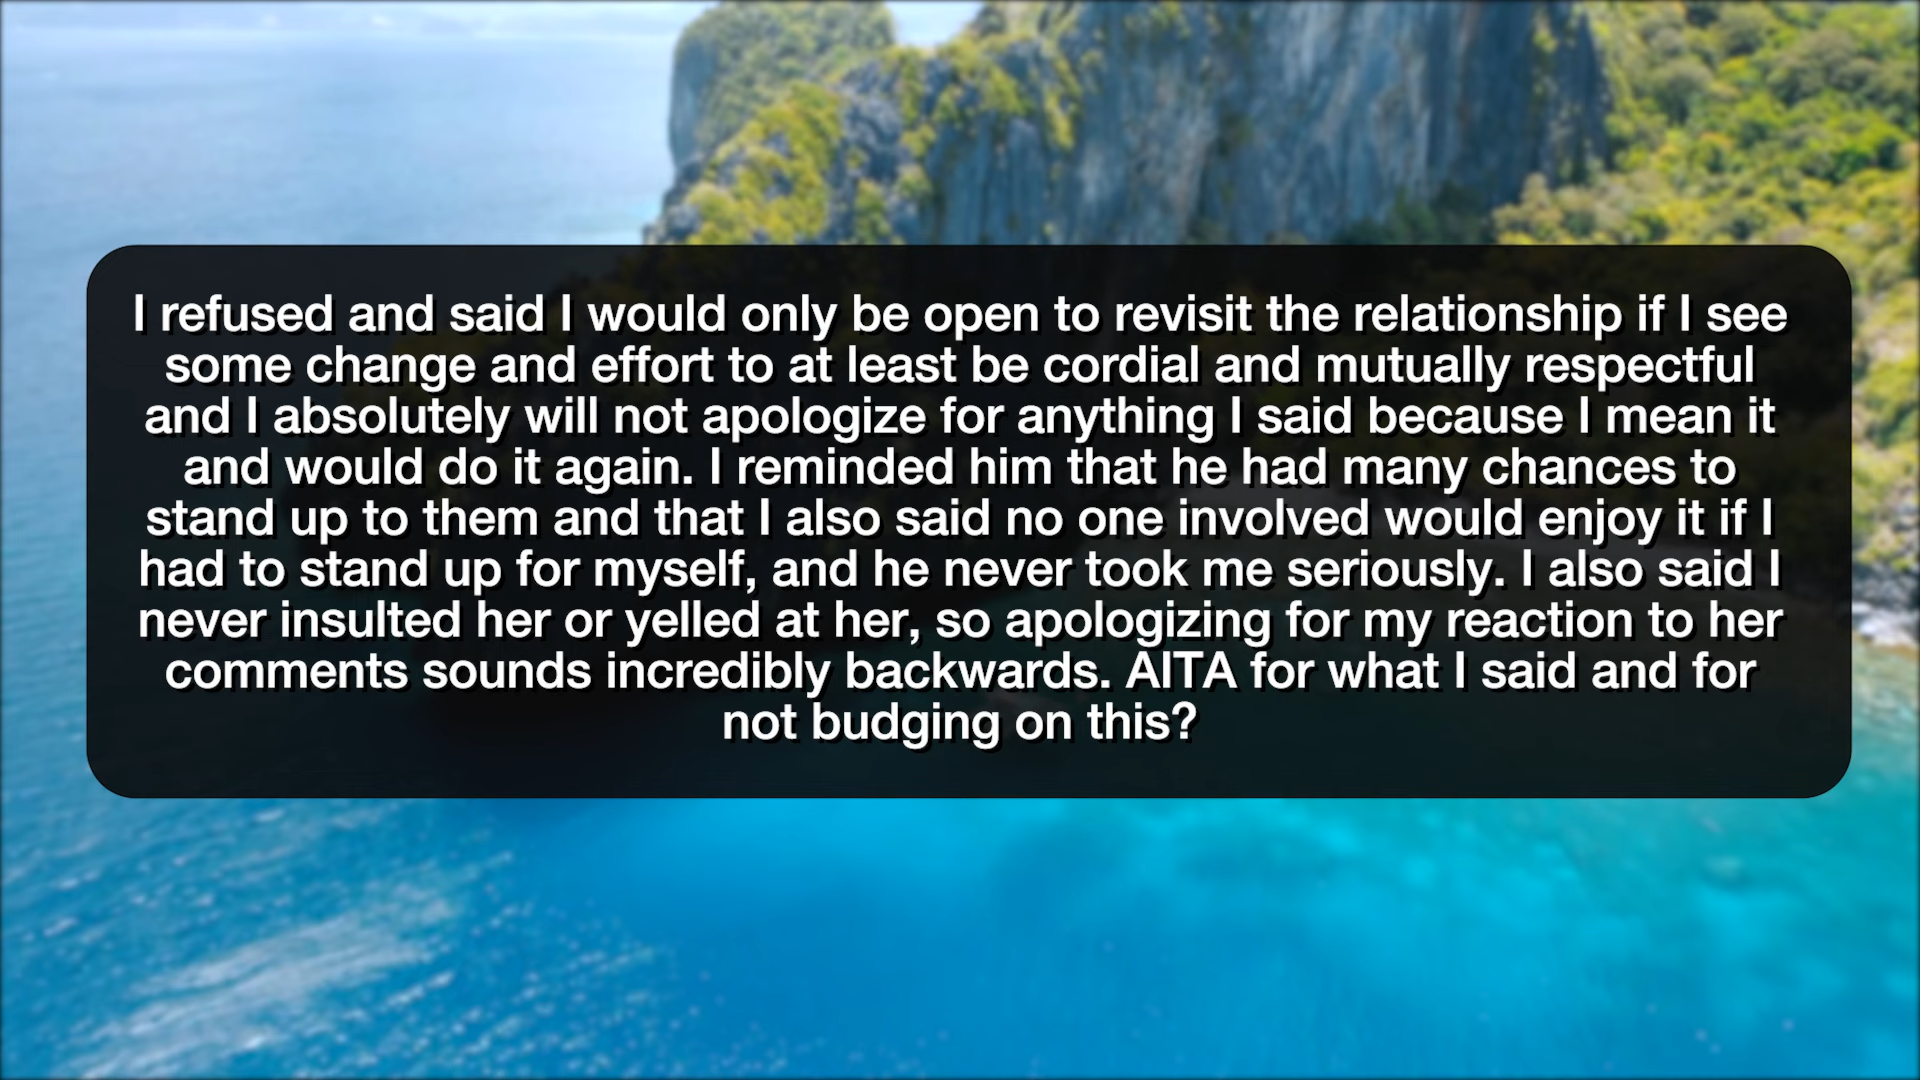 I refused and said I would only be open to revisit the relationship if I see
some change and effort to at least be cordial and mutually respectful
and I absolutely will not apologize for anything I said because I mean it
and would do it again. I reminded him that he had many chances to
stand up to them and that I also said no one involved would enjoy it if I
had to stand up for myself, and he never took me seriously. I also said I
never insulted her or yelled at her, so apologizing for my reaction to her
comments sounds incredibly backwards. AITA for what I said and for
not budging on this?